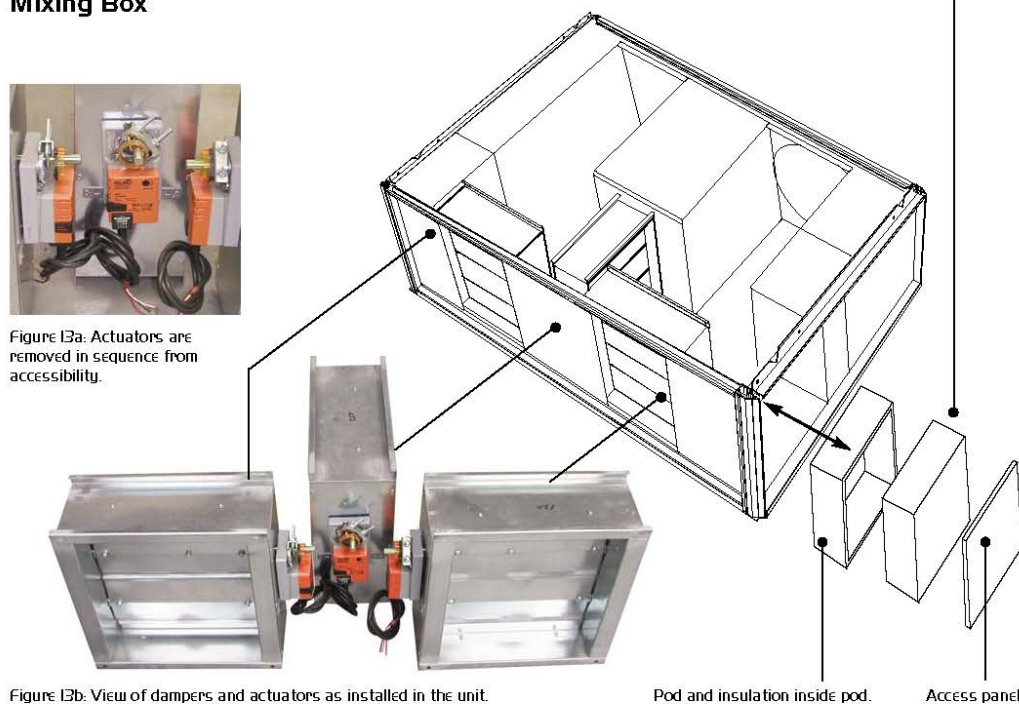 Mixing Box
Figure 13a: Actuators are
removed in sequence from
accessibility.
Figure 13b: View of dampers and actuators as installed in the unit.
Pod and insulation inside pod.
Access panel